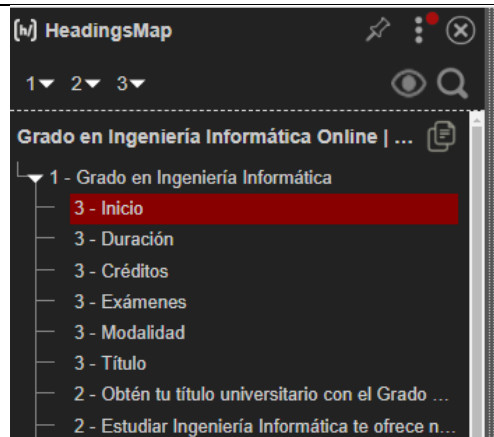 [h/] HeadingsMap
1 2 3
Grado en Ingeniería Informática Online | ...
1 - Grado en Ingeniería Informática
3 - Inicio
3 - Duración
3 - Créditos
3 - Exámenes
3 - Modalidad
3 - Título
2 - Obtén tu título universitario con el Grado ...
2 - Estudiar Ingeniería Informática te ofrece n...